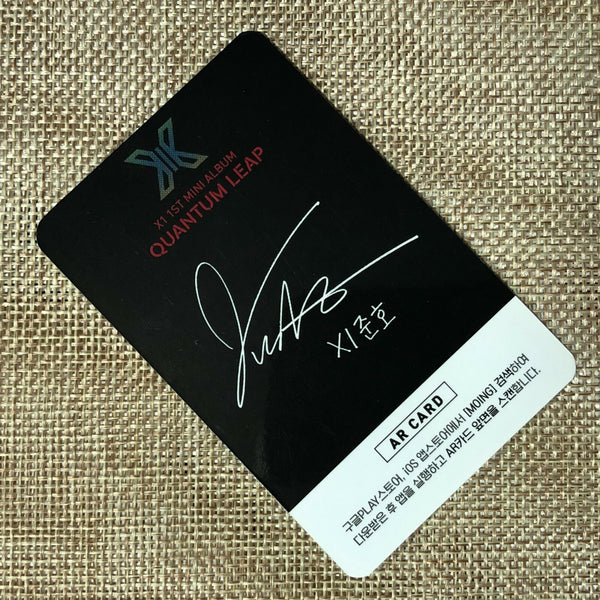 X1 1ST MINI ALBUM
QUANTUM LEAP
X1 준호
AR CARD
구글PLAY스토어, iOS 앱스토어에서 [MOING] 검색하여
다운받은 후 앱을 실행하고 AR카드 앞면을 스캔합니다.